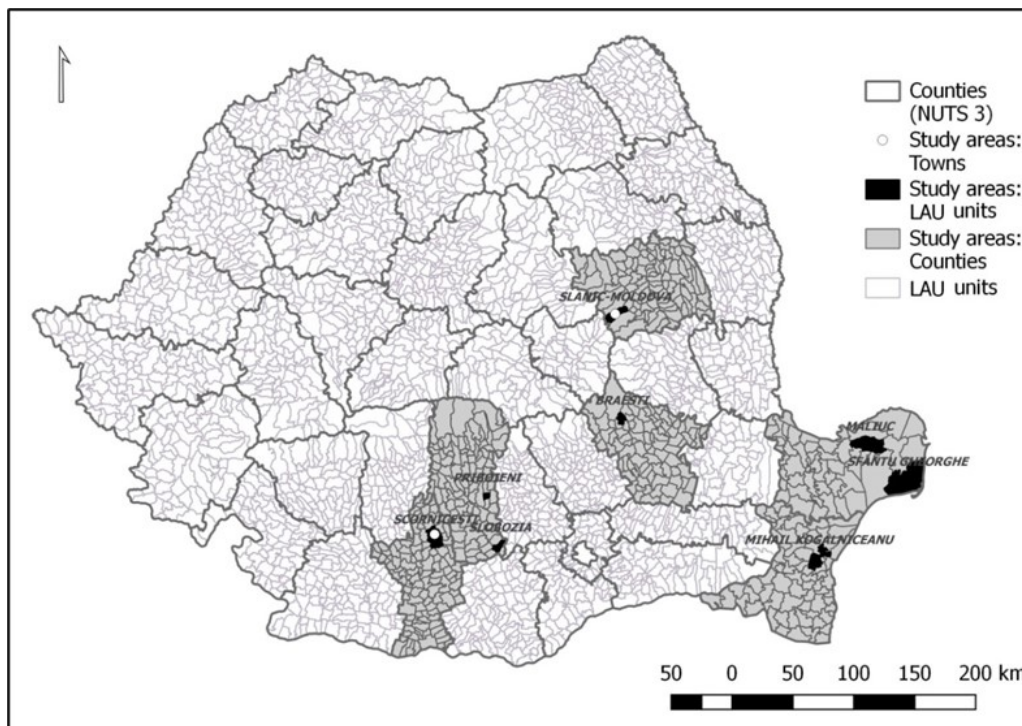 Counties
(NUTS 3)
Study areas:
Towns
Study areas:
LAU units
Study areas:
Counties
LAU units
SLANIC-MOLDOVA
BRAESTI
MALIUC
SFÂNTU GHEORGHE
PRIBOIENI
SCORNICESTI
SLOBOZIA
MIHAIL KOGALNICEANU
50 0 50 100 150 200 km